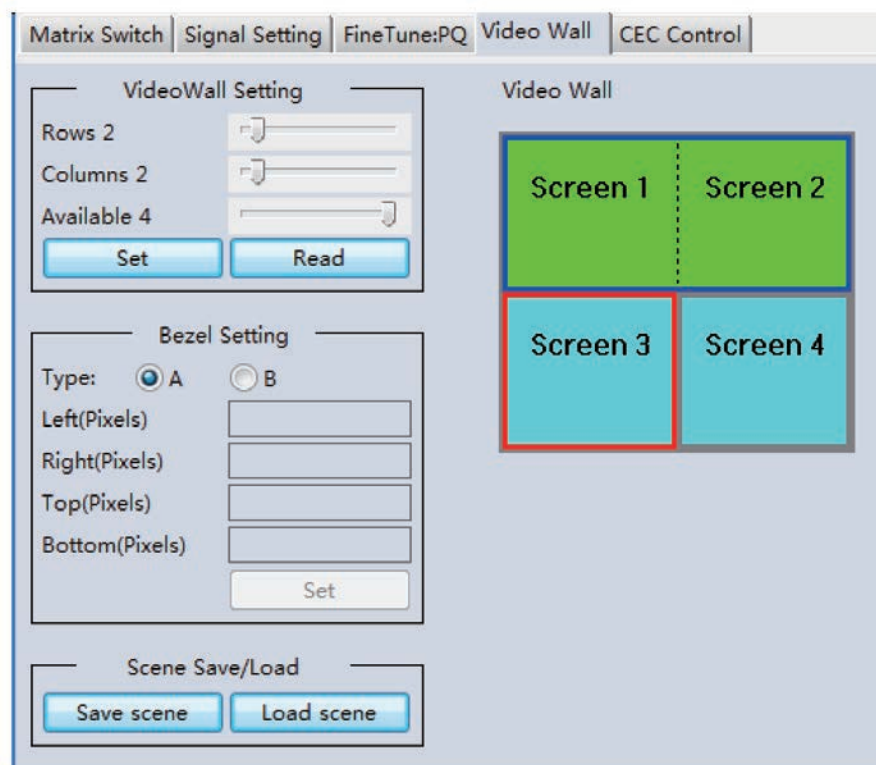 Matrix Switch Signal Setting FineTune:PQ Video Wall CEC Control
VideoWall Setting
Rows 2
Columns 2
Available 4
Set Read
Bezel Setting
Type: A B
Left(Pixels)
Right(Pixels)
Top(Pixels)
Bottom(Pixels)
Set
Scene Save/Load
Save scene Load scene
Video Wall
Screen 1 Screen 2
Screen 3 Screen 4